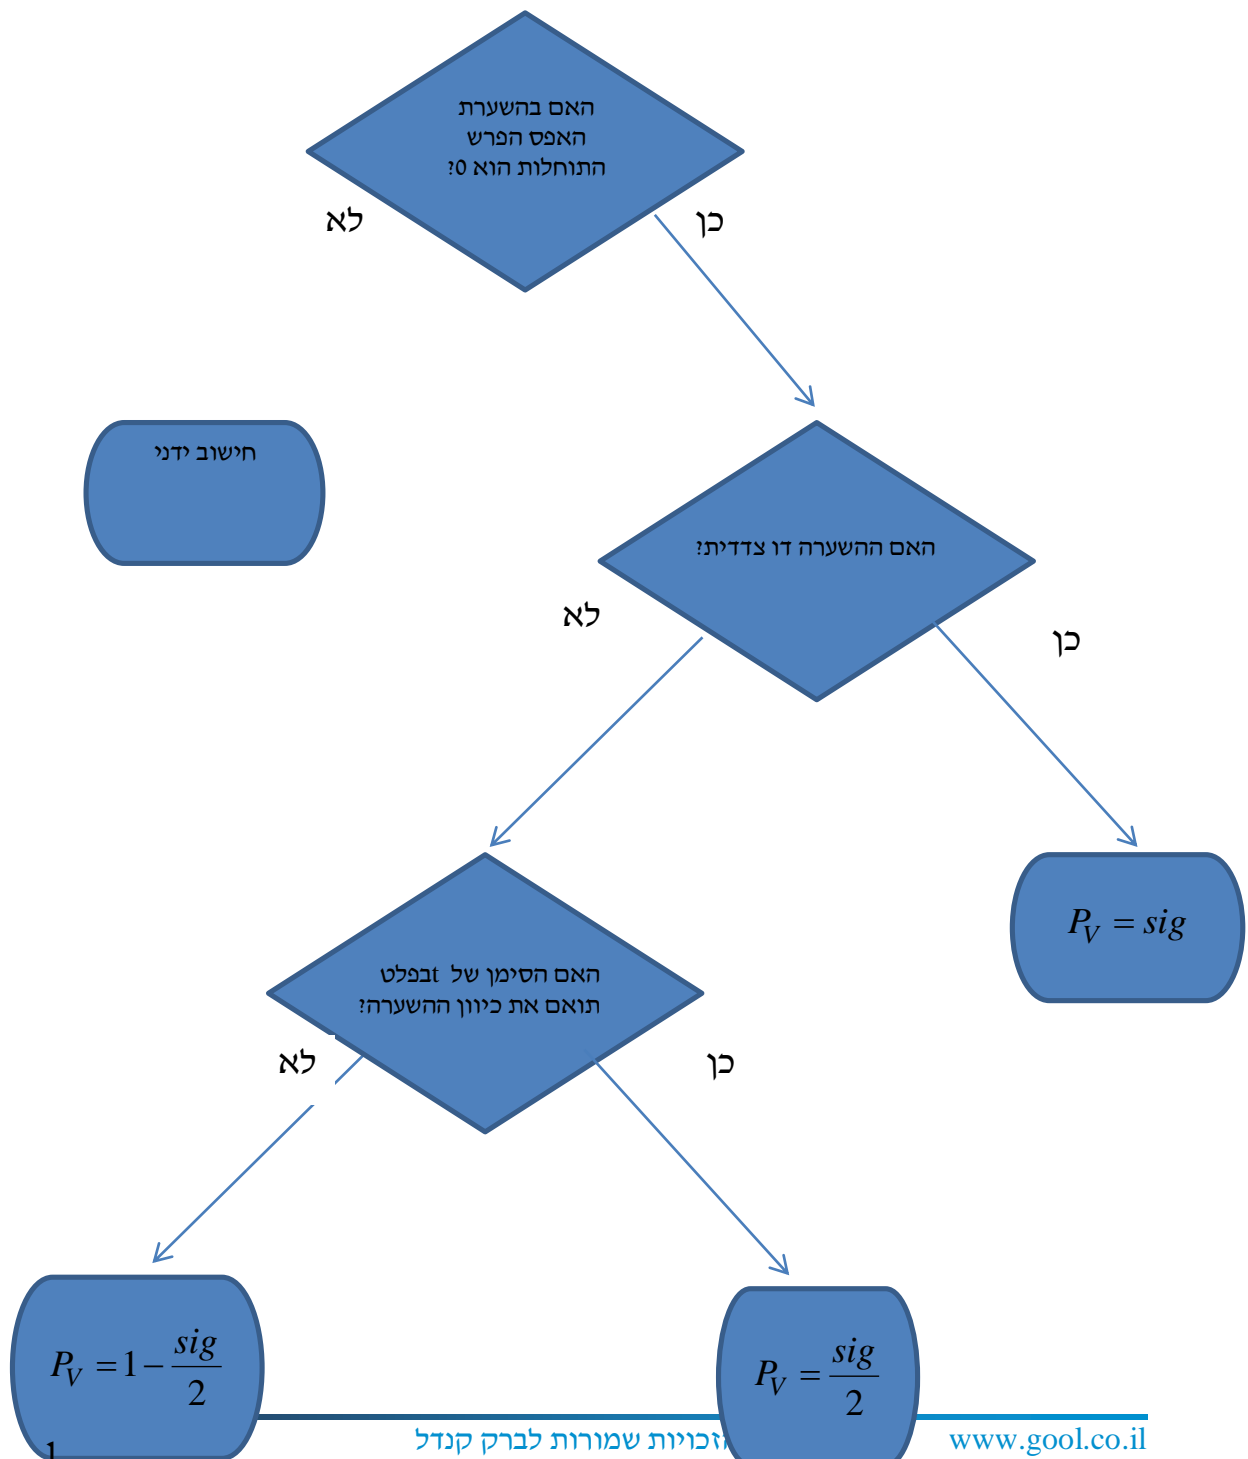 האם בהשערת
האפס הפרש
התוחלות הוא 0?
לא
כן
חישוב ידני
האם ההשערה דו צדדית?
לא
כן
P_V = sig
האם הסימן של tבפלט
תואם את כיוון ההשערה?
לא
כן
P_V = 1 - sig/2
P_V = sig/2
1
זכויות שמורות לברק קנדל
www.gool.co.il